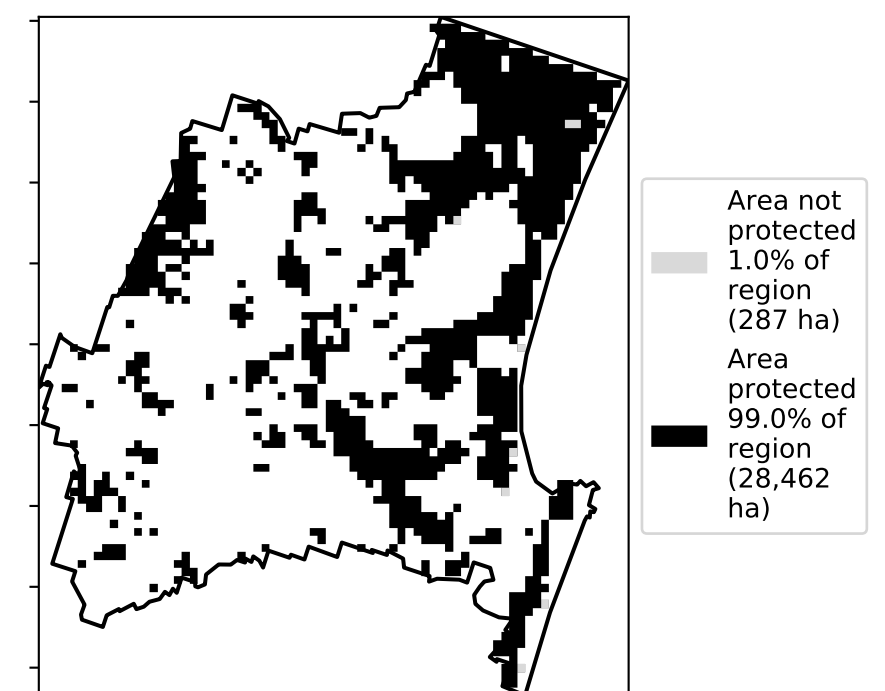 Area not
protected
1.0% of
region
(287 ha)
Area
protected
99.0% of
region
(28,462
ha)